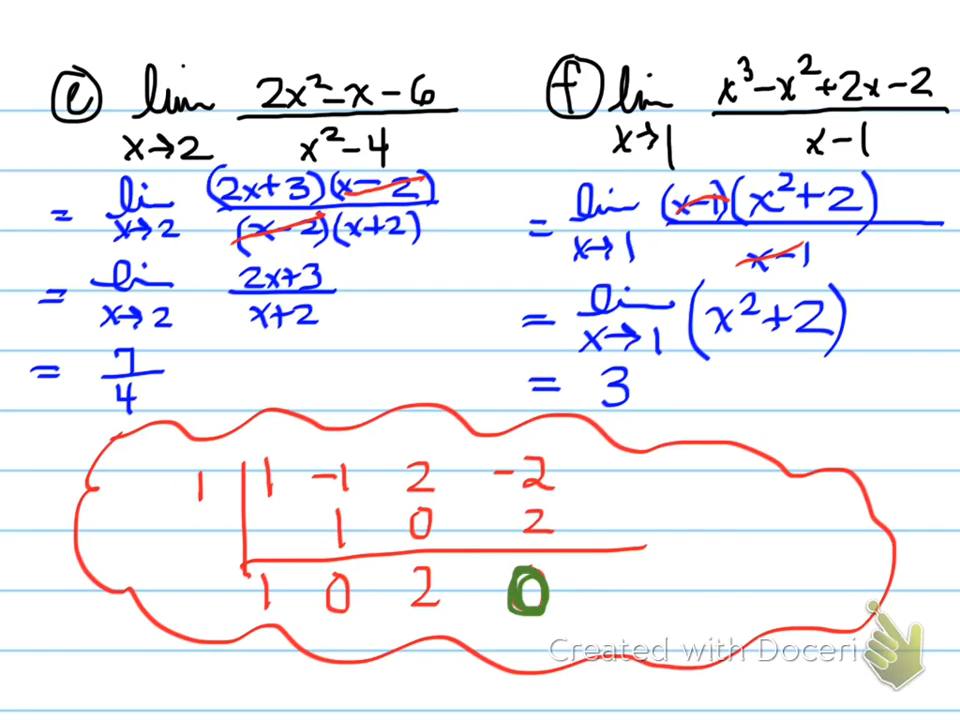 (e) lim x→2 (2x²-x-6)/(x²-4)
= lim x→2 (2x+3)(x-2)/(x-2)(x+2)
= lim x→2 (2x+3)/(x+2)
= 7/4
(f) lim x→1 (x³-x²+2x-2)/(x-1)
= lim x→1 (x-1)(x²+2)/(x-1)
= lim x→1 (x²+2)
= 3
1 | 1 -1 2 -2
1 0 2
1 0 2 0
Created with Doceri